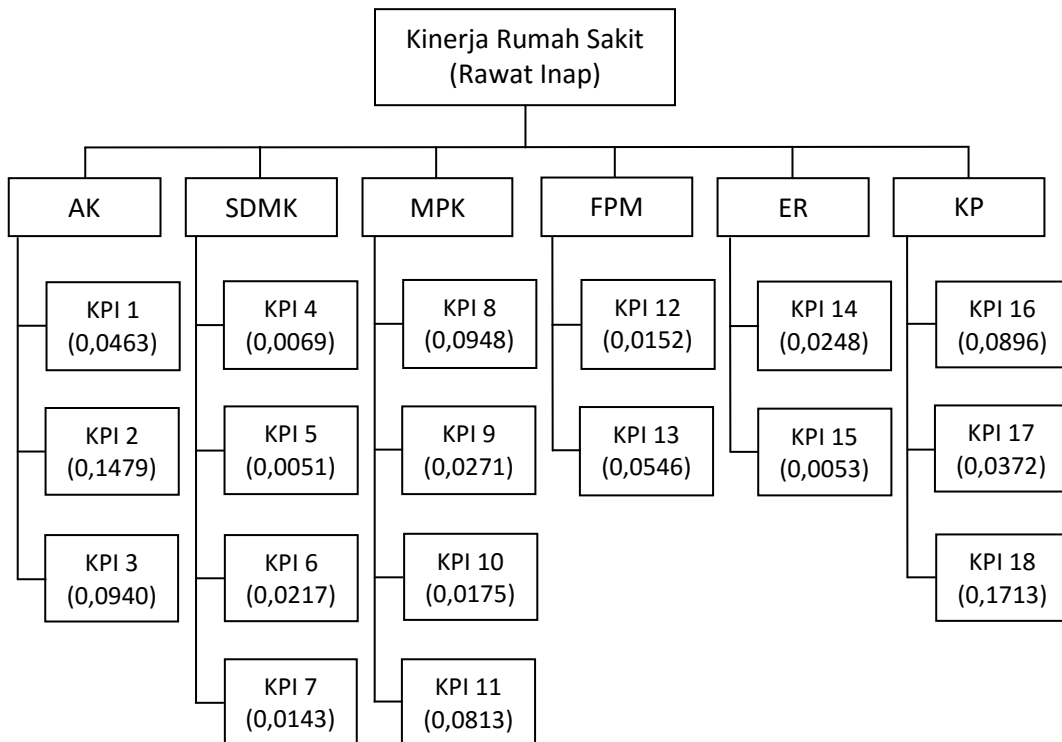 Kinerja Rumah Sakit
(Rawat Inap)
AK
SDMK
MPK
FPM
ER
KP
KPI 1
(0,0463)
KPI 2
(0,1479)
KPI 3
(0,0940)
KPI 4
(0,0069)
KPI 5
(0,0051)
KPI 6
(0,0217)
KPI 7
(0,0143)
KPI 8
(0,0948)
KPI 9
(0,0271)
KPI 10
(0,0175)
KPI 11
(0,0813)
KPI 12
(0,0152)
KPI 13
(0,0546)
KPI 14
(0,0248)
KPI 15
(0,0053)
KPI 16
(0,0896)
KPI 17
(0,0372)
KPI 18
(0,1713)